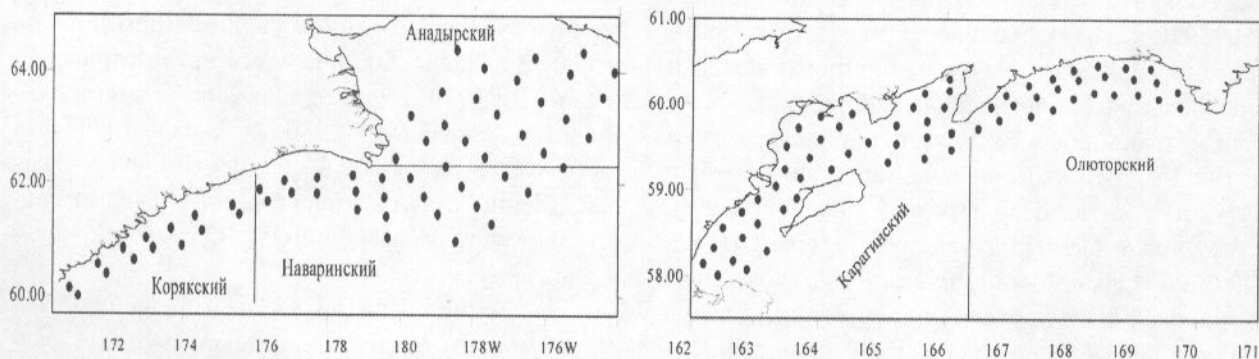 Анадырский
64.00
62.00
60.00
Корякский
Наваринский
172 174 176 178 180 178W 176W
61.00
60.00
59.00
58.00
Олюторский
Карагинский
162 163 164 165 166 167 168 169 170 17